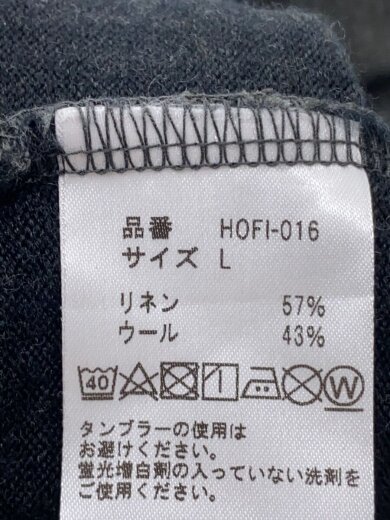 品番 HOFI-016
サイズ L
リネン 57%
ウール 43%
40 W
タンブラーの使用は
お避けください。
蛍光増白剤の入っていない洗剤を
ご使用ください。